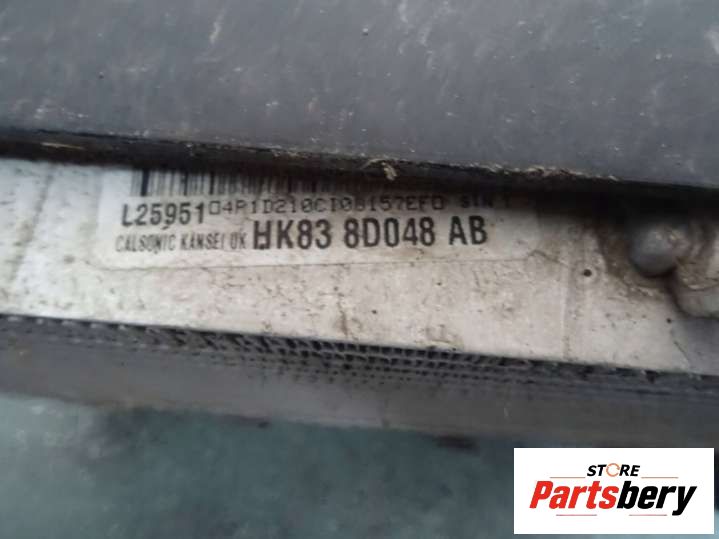 L25951
CALSONIC KANSEI UK HK83 8D048 AB
STORE
Partsbery